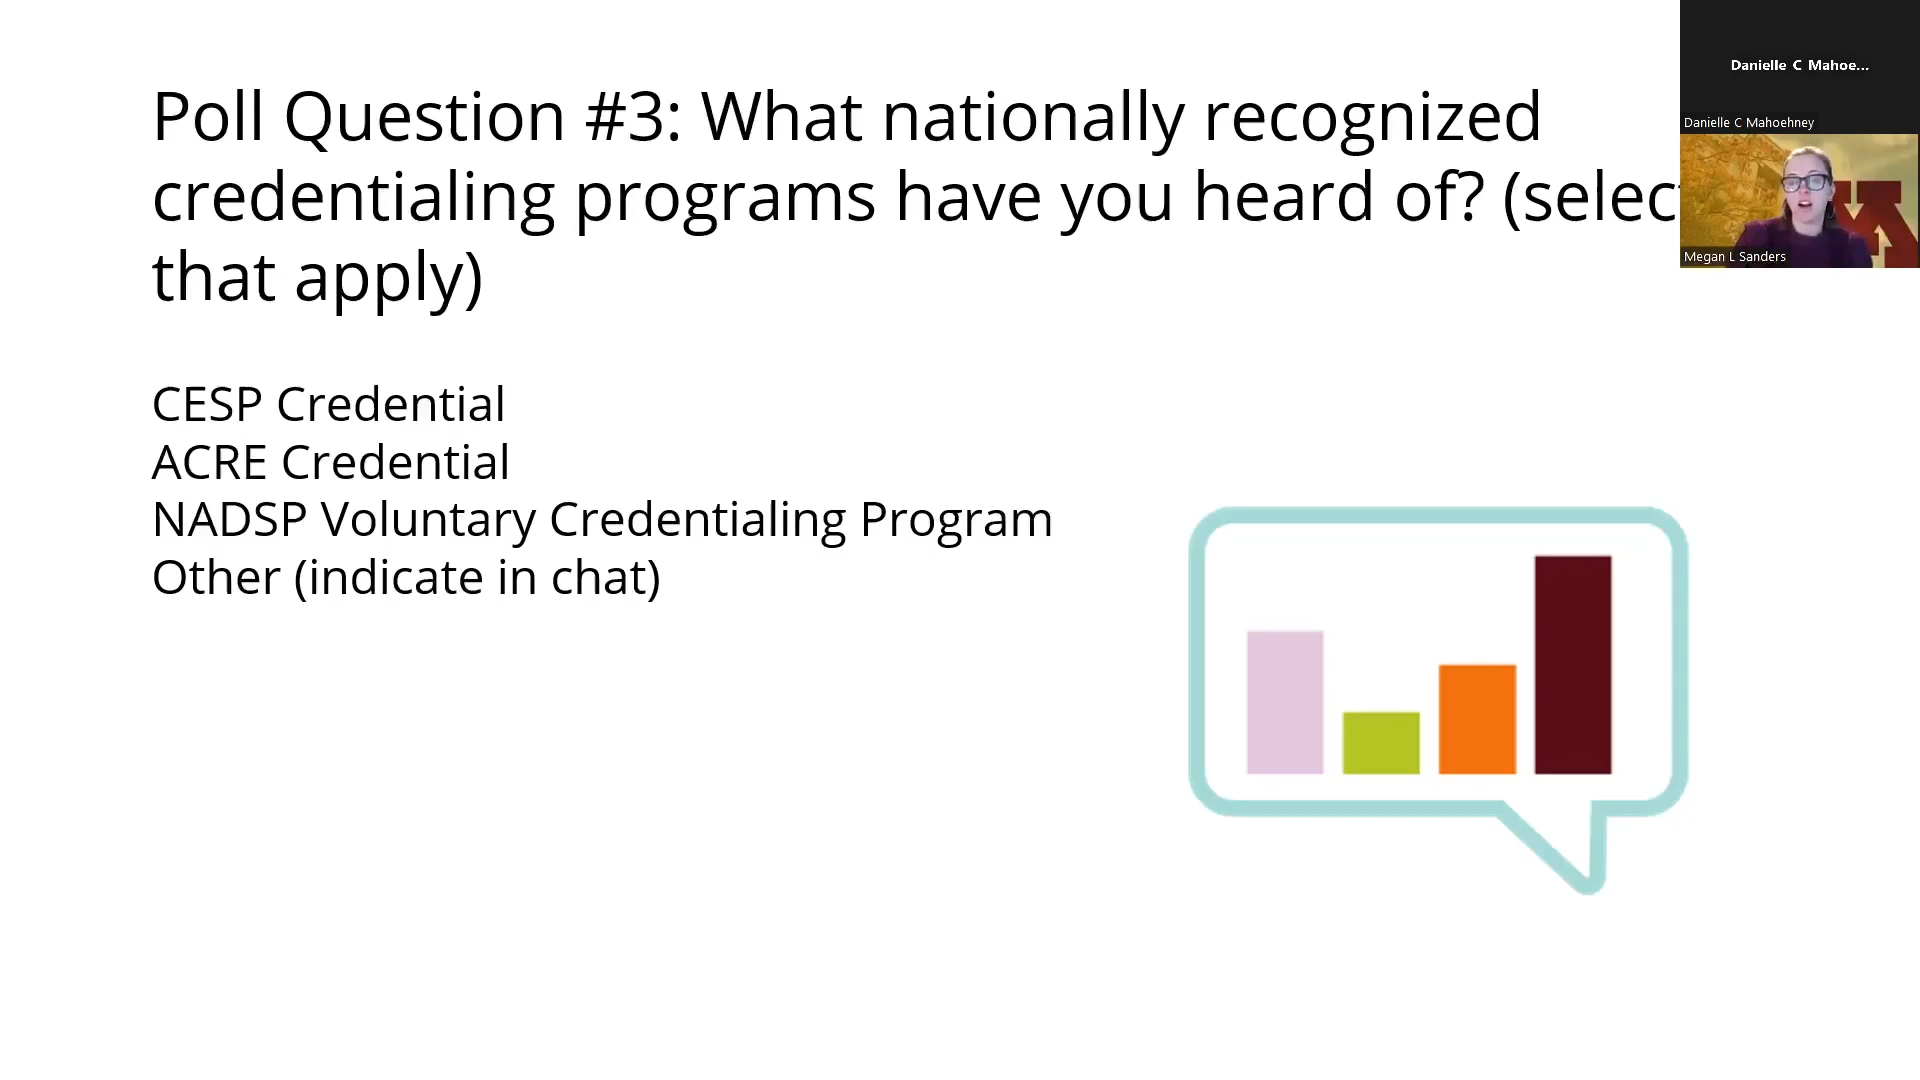 Poll Question #3: What nationally recognized
credentialing programs have you heard of? (selec
that apply)
CESP Credential
ACRE Credential
NADSP Voluntary Credentialing Program
Other (indicate in chat)
Danielle C Mahoe...
Danielle C Mahoehney
Megan L Sanders